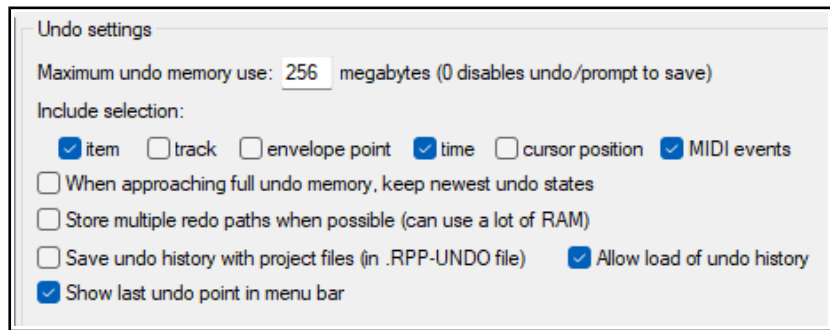 Undo settings
Maximum undo memory use: 256 megabytes (0 disables undo/prompt to save)
Include selection:
item track envelope point time cursor position MIDI events
When approaching full undo memory, keep newest undo states
Store multiple redo paths when possible (can use a lot of RAM)
Save undo history with project files (in .RPP-UNDO file) Allow load of undo history
Show last undo point in menu bar